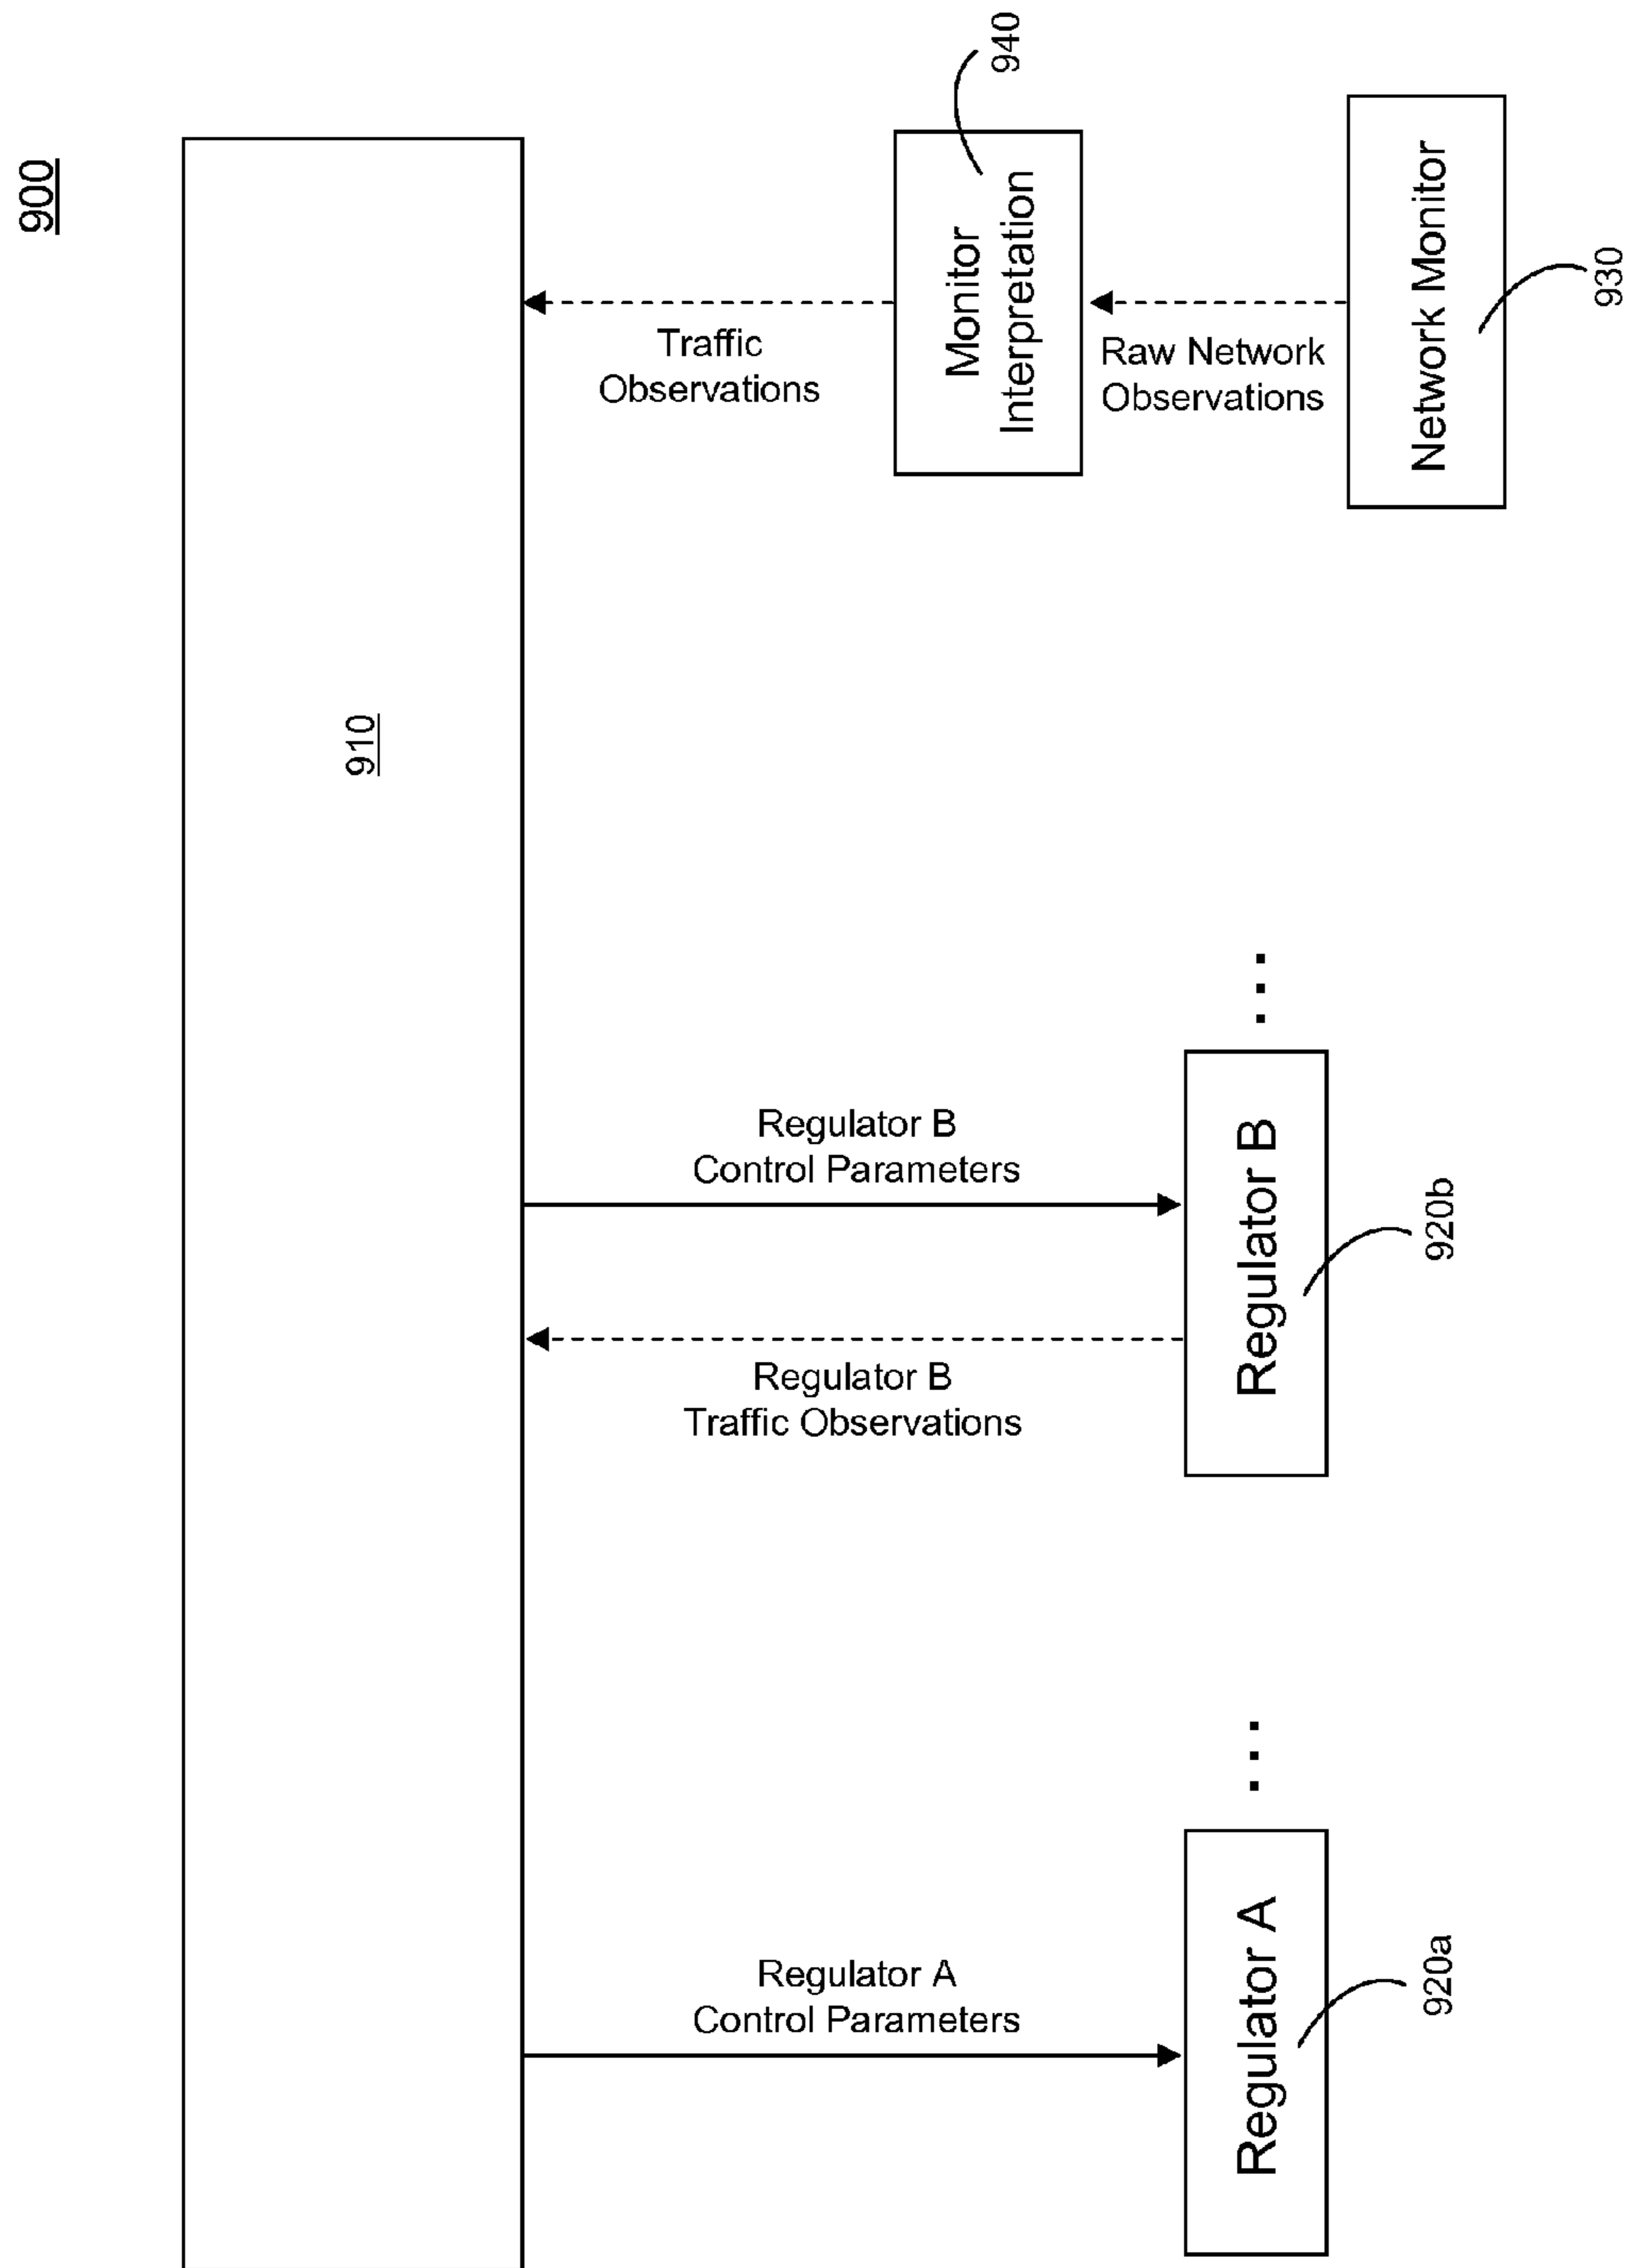 900
910
940
Monitor
Interpretation
Traffic
Observations
Raw Network
Observations
Network Monitor
930
Regulator B
Control Parameters
Regulator B
Traffic Observations
Regulator B
920b
...
Regulator A
Control Parameters
Regulator A
920a
...